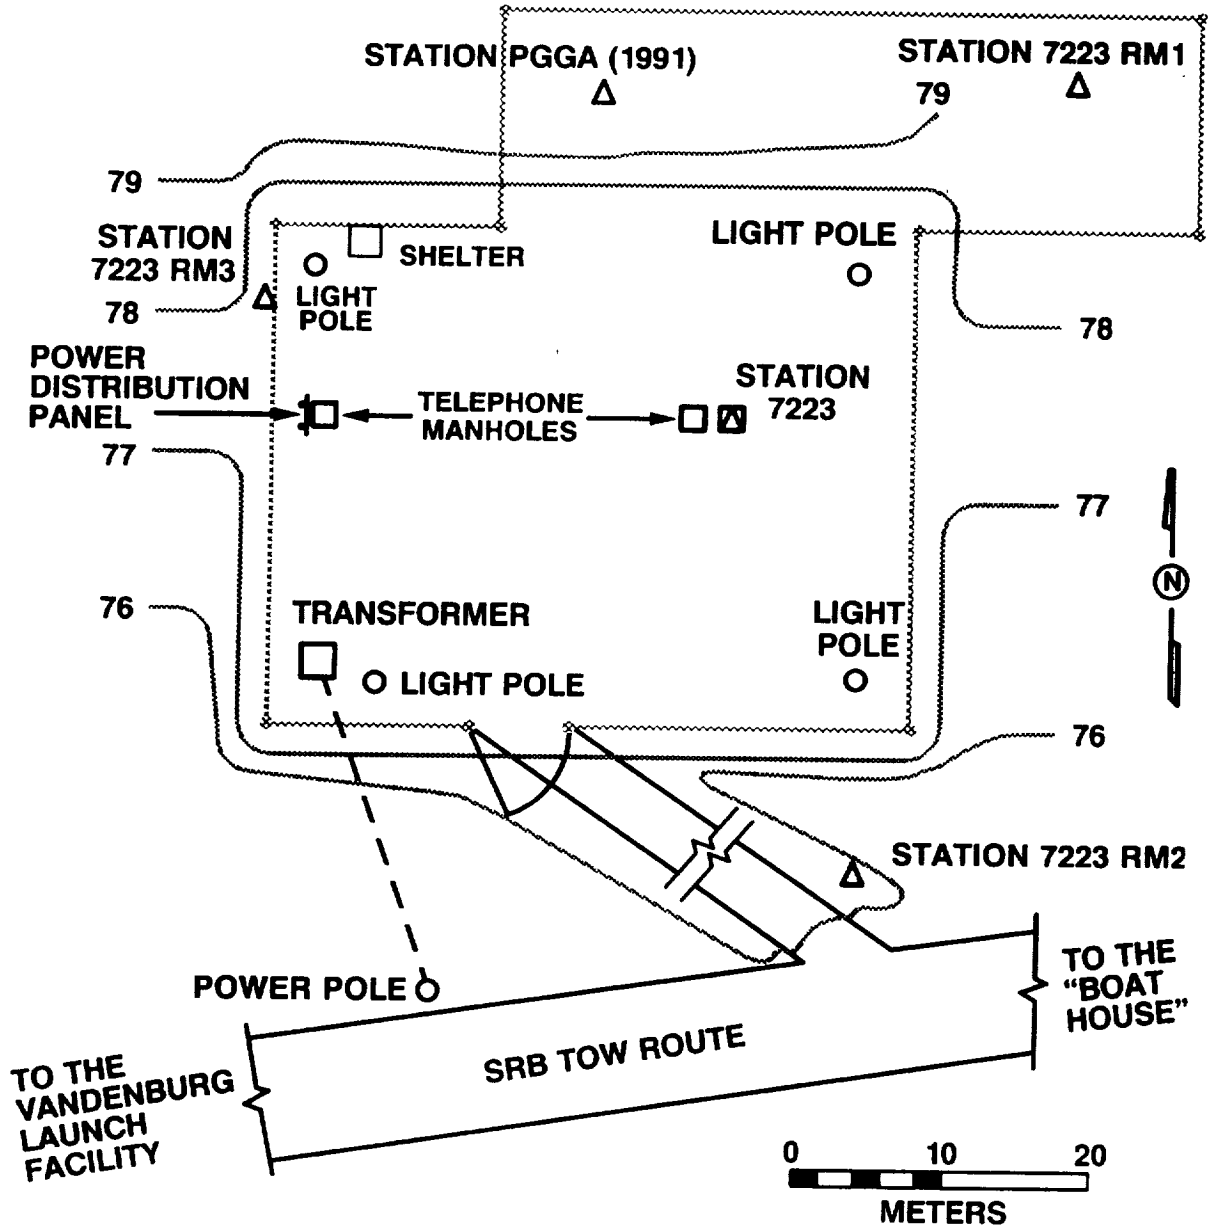 STATION PGGA (1991)
STATION 7223 RM1
79
79
STATION
7223 RM3
SHELTER
LIGHT POLE
LIGHT
POLE
78
78
POWER
DISTRIBUTION
PANEL
TELEPHONE
MANHOLES
STATION
7223
77
77
N
76
TRANSFORMER
LIGHT
POLE
LIGHT POLE
76
STATION 7223 RM2
POWER POLE
TO THE
"BOAT
HOUSE"
SRB TOW ROUTE
TO THE
VANDENBURG
LAUNCH
FACILITY
0 10 20
METERS